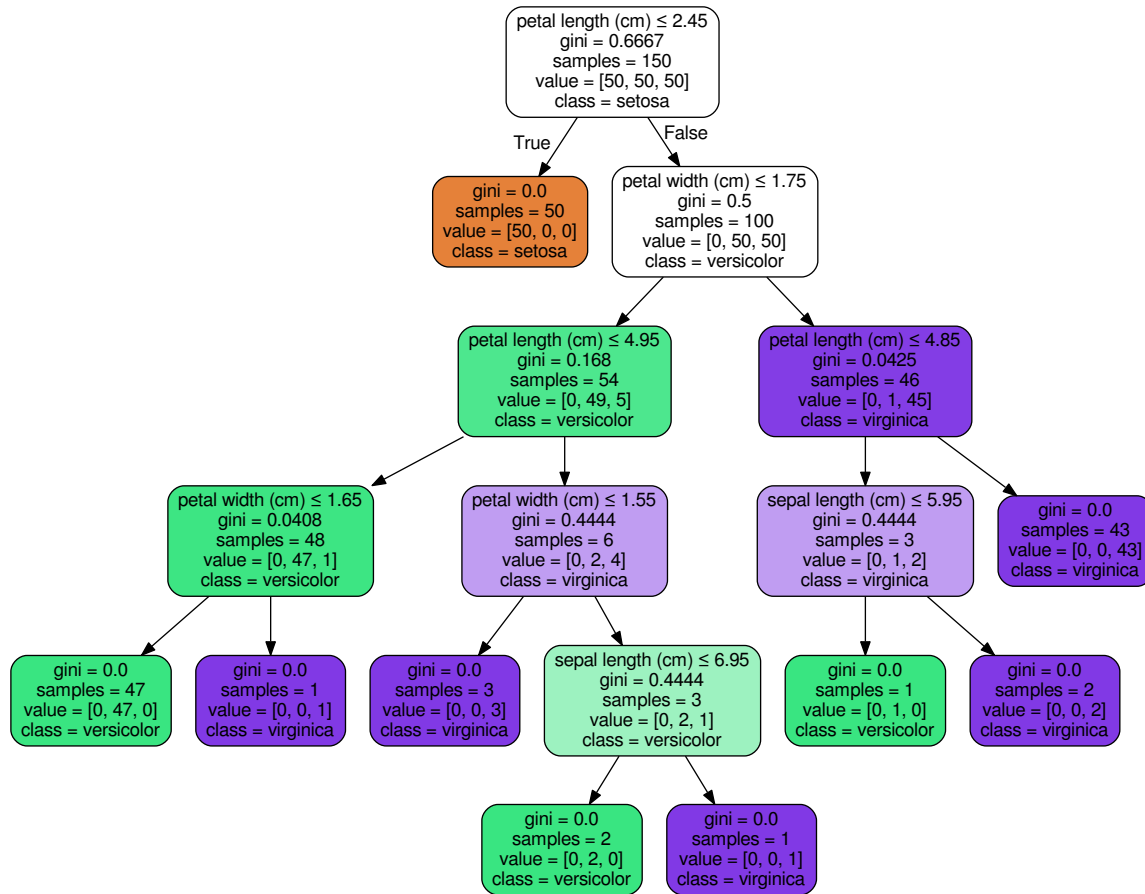 petal length (cm) ≤ 2.45
gini = 0.6667
samples = 150
value = [50, 50, 50]
class = setosa
True
False
gini = 0.0
samples = 50
value = [50, 0, 0]
class = setosa
petal width (cm) ≤ 1.75
gini = 0.5
samples = 100
value = [0, 50, 50]
class = versicolor
petal length (cm) ≤ 4.95
gini = 0.168
samples = 54
value = [0, 49, 5]
class = versicolor
petal length (cm) ≤ 4.85
gini = 0.0425
samples = 46
value = [0, 1, 45]
class = virginica
petal width (cm) ≤ 1.65
gini = 0.0408
samples = 48
value = [0, 47, 1]
class = versicolor
petal width (cm) ≤ 1.55
gini = 0.4444
samples = 6
value = [0, 2, 4]
class = virginica
sepal length (cm) ≤ 5.95
gini = 0.4444
samples = 3
value = [0, 1, 2]
class = virginica
gini = 0.0
samples = 43
value = [0, 0, 43]
class = virginica
gini = 0.0
samples = 47
value = [0, 47, 0]
class = versicolor
gini = 0.0
samples = 1
value = [0, 0, 1]
class = virginica
gini = 0.0
samples = 3
value = [0, 0, 3]
class = virginica
sepal length (cm) ≤ 6.95
gini = 0.4444
samples = 3
value = [0, 2, 1]
class = versicolor
gini = 0.0
samples = 1
value = [0, 1, 0]
class = versicolor
gini = 0.0
samples = 2
value = [0, 0, 2]
class = virginica
gini = 0.0
samples = 2
value = [0, 2, 0]
class = versicolor
gini = 0.0
samples = 1
value = [0, 0, 1]
class = virginica